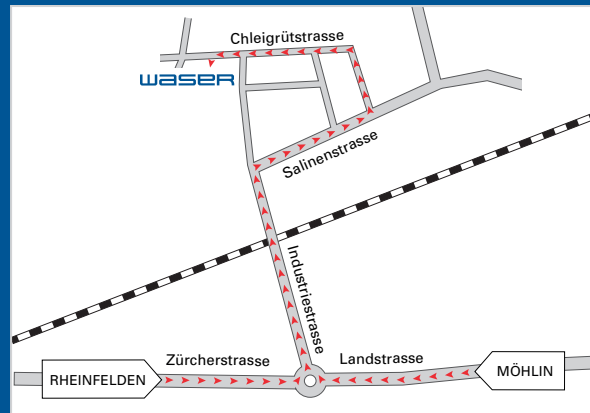 Chleigrütstrasse
waser
Salinenstrasse
Industriestrasse
Zürcherstrasse
Landstrasse
RHEINFELDEN
MÖHLIN